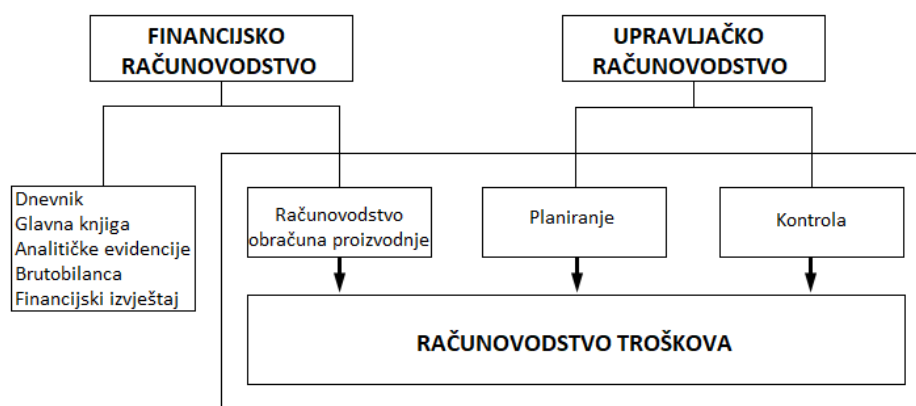 FINANCIJSKO
RAČUNOVODSTVO
UPRAVLJAČKO
RAČUNOVODSTVO
Dnevnik
Glavna knjiga
Analitičke evidencije
Brutobilanca
Financijski izvještaj
Računovodstvo
obračuna proizvodnje
Planiranje
Kontrola
RAČUNOVODSTVO TROŠKOVA